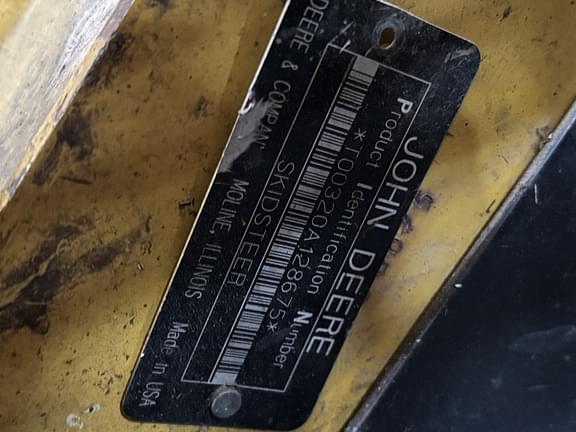 JOHN DEERE
Product Identification Number
*T00320A128675*
SKIDSTEER
DEERE & COMPANY MOLINE, ILLINOIS
Made In USA